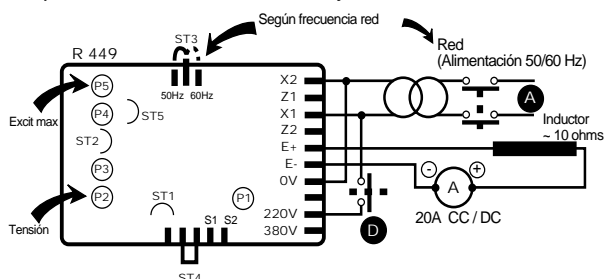 Según frecuencia red
ST3
R 449
50Hz 60Hz
Red
(Alimentación 50/60 Hz)
A
P5
Excit max
P4
ST5
ST2
P3
P2
Tensión
ST1
P1
S1 S2
ST4
X2
Z1
X1
Z2
E+
E-
0V
220V
380V
D
Inductor
~ 10 ohms
- A +
20A CC / DC